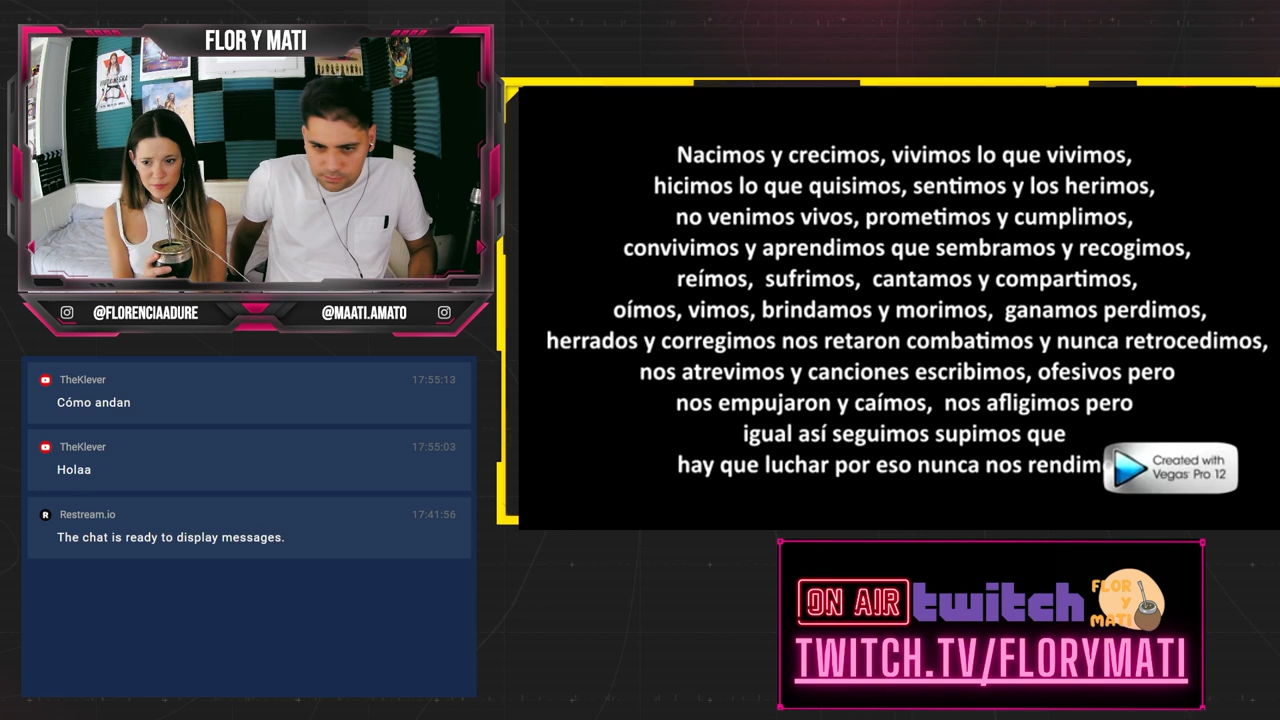 FLOR Y MATI
@FLORENCIAADURE
@MAATI.AMATO
TheKlever
17:55:13
Cómo andan
TheKlever
17:55:03
Holaa
Restream.io
17:41:56
The chat is ready to display messages.
Nacimos y crecimos, vivimos lo que vivimos,
hicimos lo que quisimos, sentimos y los herimos,
no venimos vivos, prometimos y cumplimos,
convivimos y aprendimos que sembramos y recogimos,
reímos, sufrimos, cantamos y compartimos,
oímos, vimos, brindamos y morimos, ganamos perdimos,
herrados y corregimos nos retaron combatimos y nunca retrocedimos,
nos atrevimos y canciones escribimos, ofesivos pero
nos empujaron y caímos, nos afligimos pero
igual así seguimos supimos que
hay que luchar por eso nunca nos rendim
Created with
Vegas Pro 12
ON AIR
twitch
FLOR
Y
MATI
TWITCH.TV/FLORYMATI